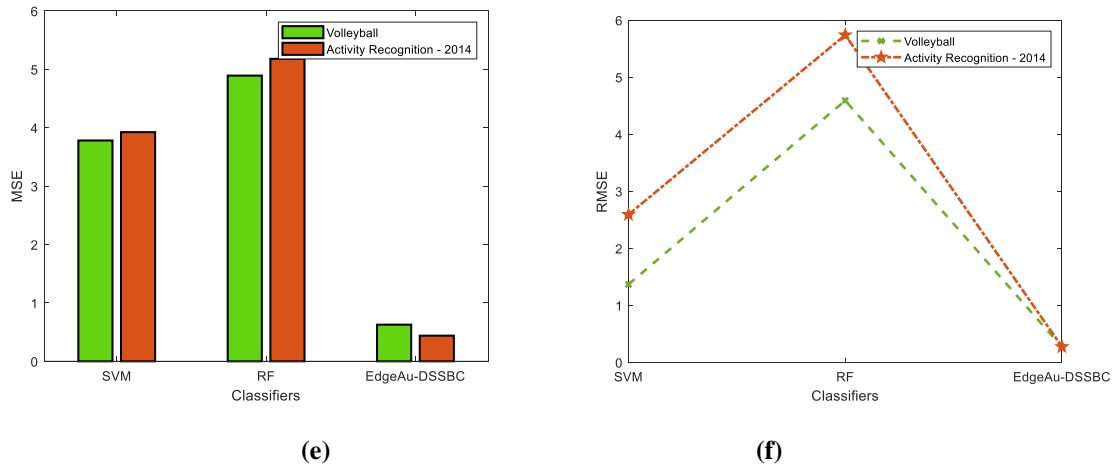 6
5
4
3
2
1
0
MSE
Volleyball
Activity Recognition - 2014
SVM
RF
EdgeAu-DSSBC
Classifiers
(e)
6
5
4
3
2
1
0
RMSE
Volleyball
Activity Recognition - 2014
SVM
RF
EdgeAu-DSSBC
Classifiers
(f)